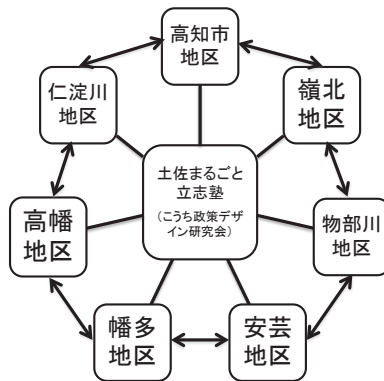 高知市
地区
仁淀川
地区
嶺北
地区
土佐まるごと
立志塾
(こうち政策デザ
イン研究会)
高幡
地区
物部川
地区
幡多
地区
安芸
地区